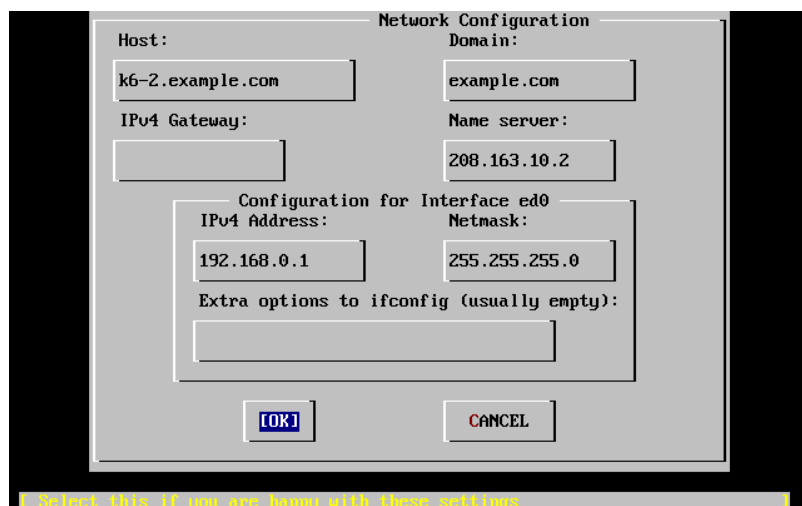 Network Configuration
Host: Domain:
k6-2.example.com example.com
IPv4 Gateway: Name server:
208.163.10.2
Configuration for Interface ed0
IPv4 Address: Netmask:
192.168.0.1 255.255.255.0
Extra options to ifconfig (usually empty):
[OK] CANCEL
[ Select this if you are happy with these settings ]